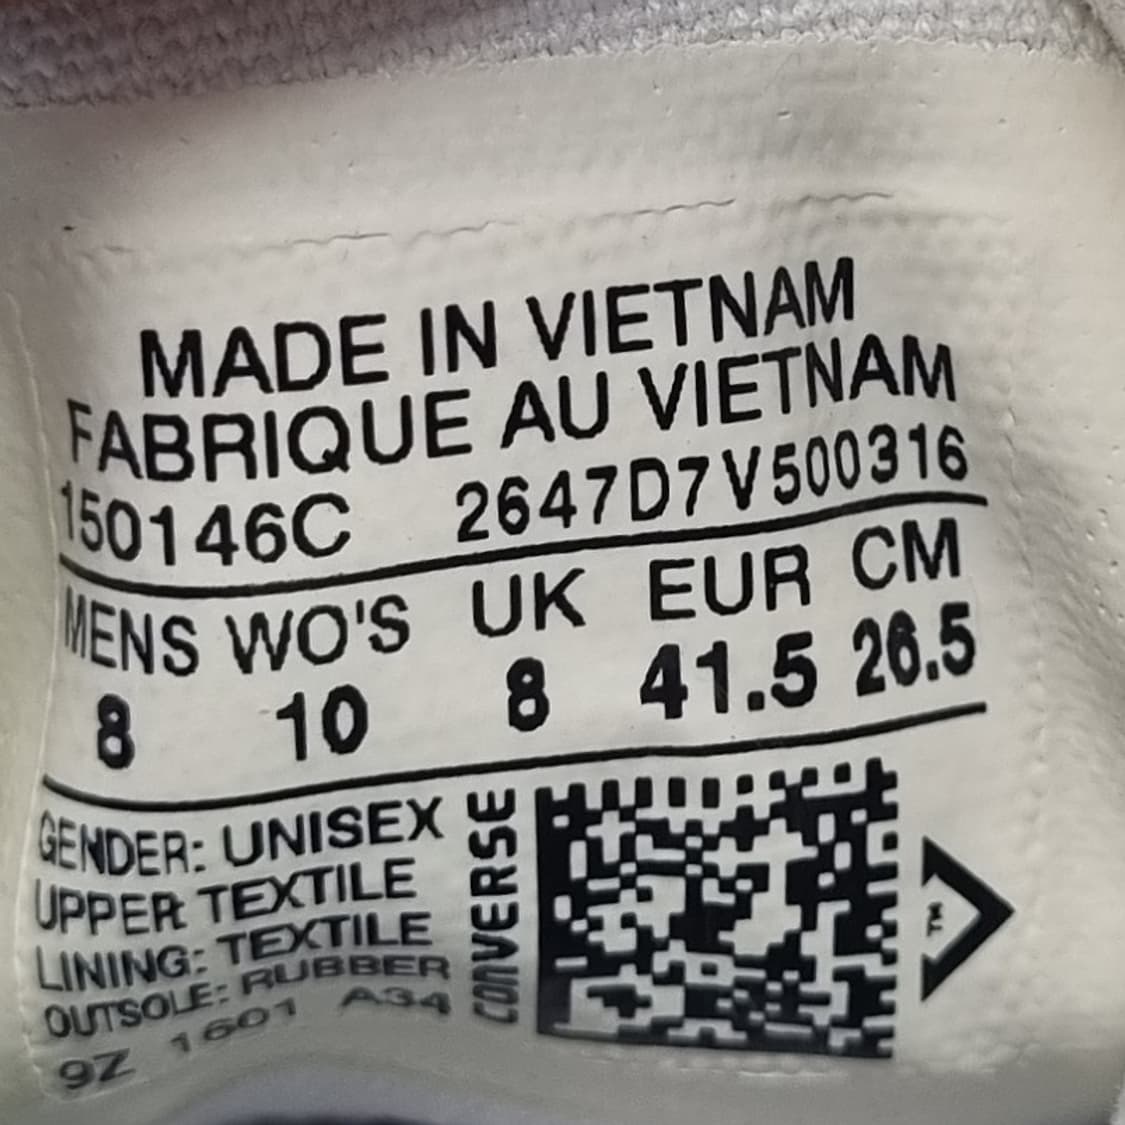 MADE IN VIETNAM
FABRIQUE AU VIETNAM
150146C 2647D7V500316
MENS WO'S UK EUR CM
8 10 8 41.5 26.5
GENDER: UNISEX
UPPER: TEXTILE
LINING: TEXTILE
OUTSOLE: RUBBER
9Z 1601 A34
CONVERSE
TM